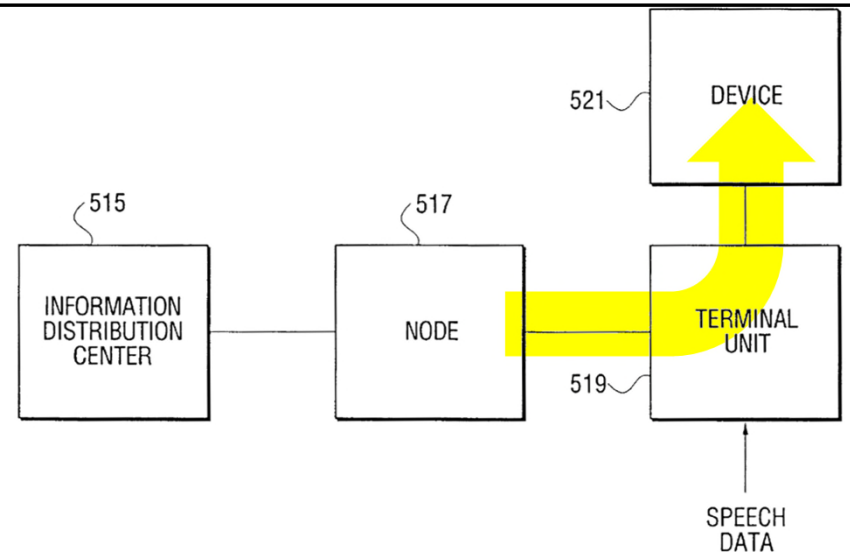 521
DEVICE
515
517
INFORMATION
DISTRIBUTION
CENTER
NODE
TERMINAL
UNIT
519
SPEECH
DATA